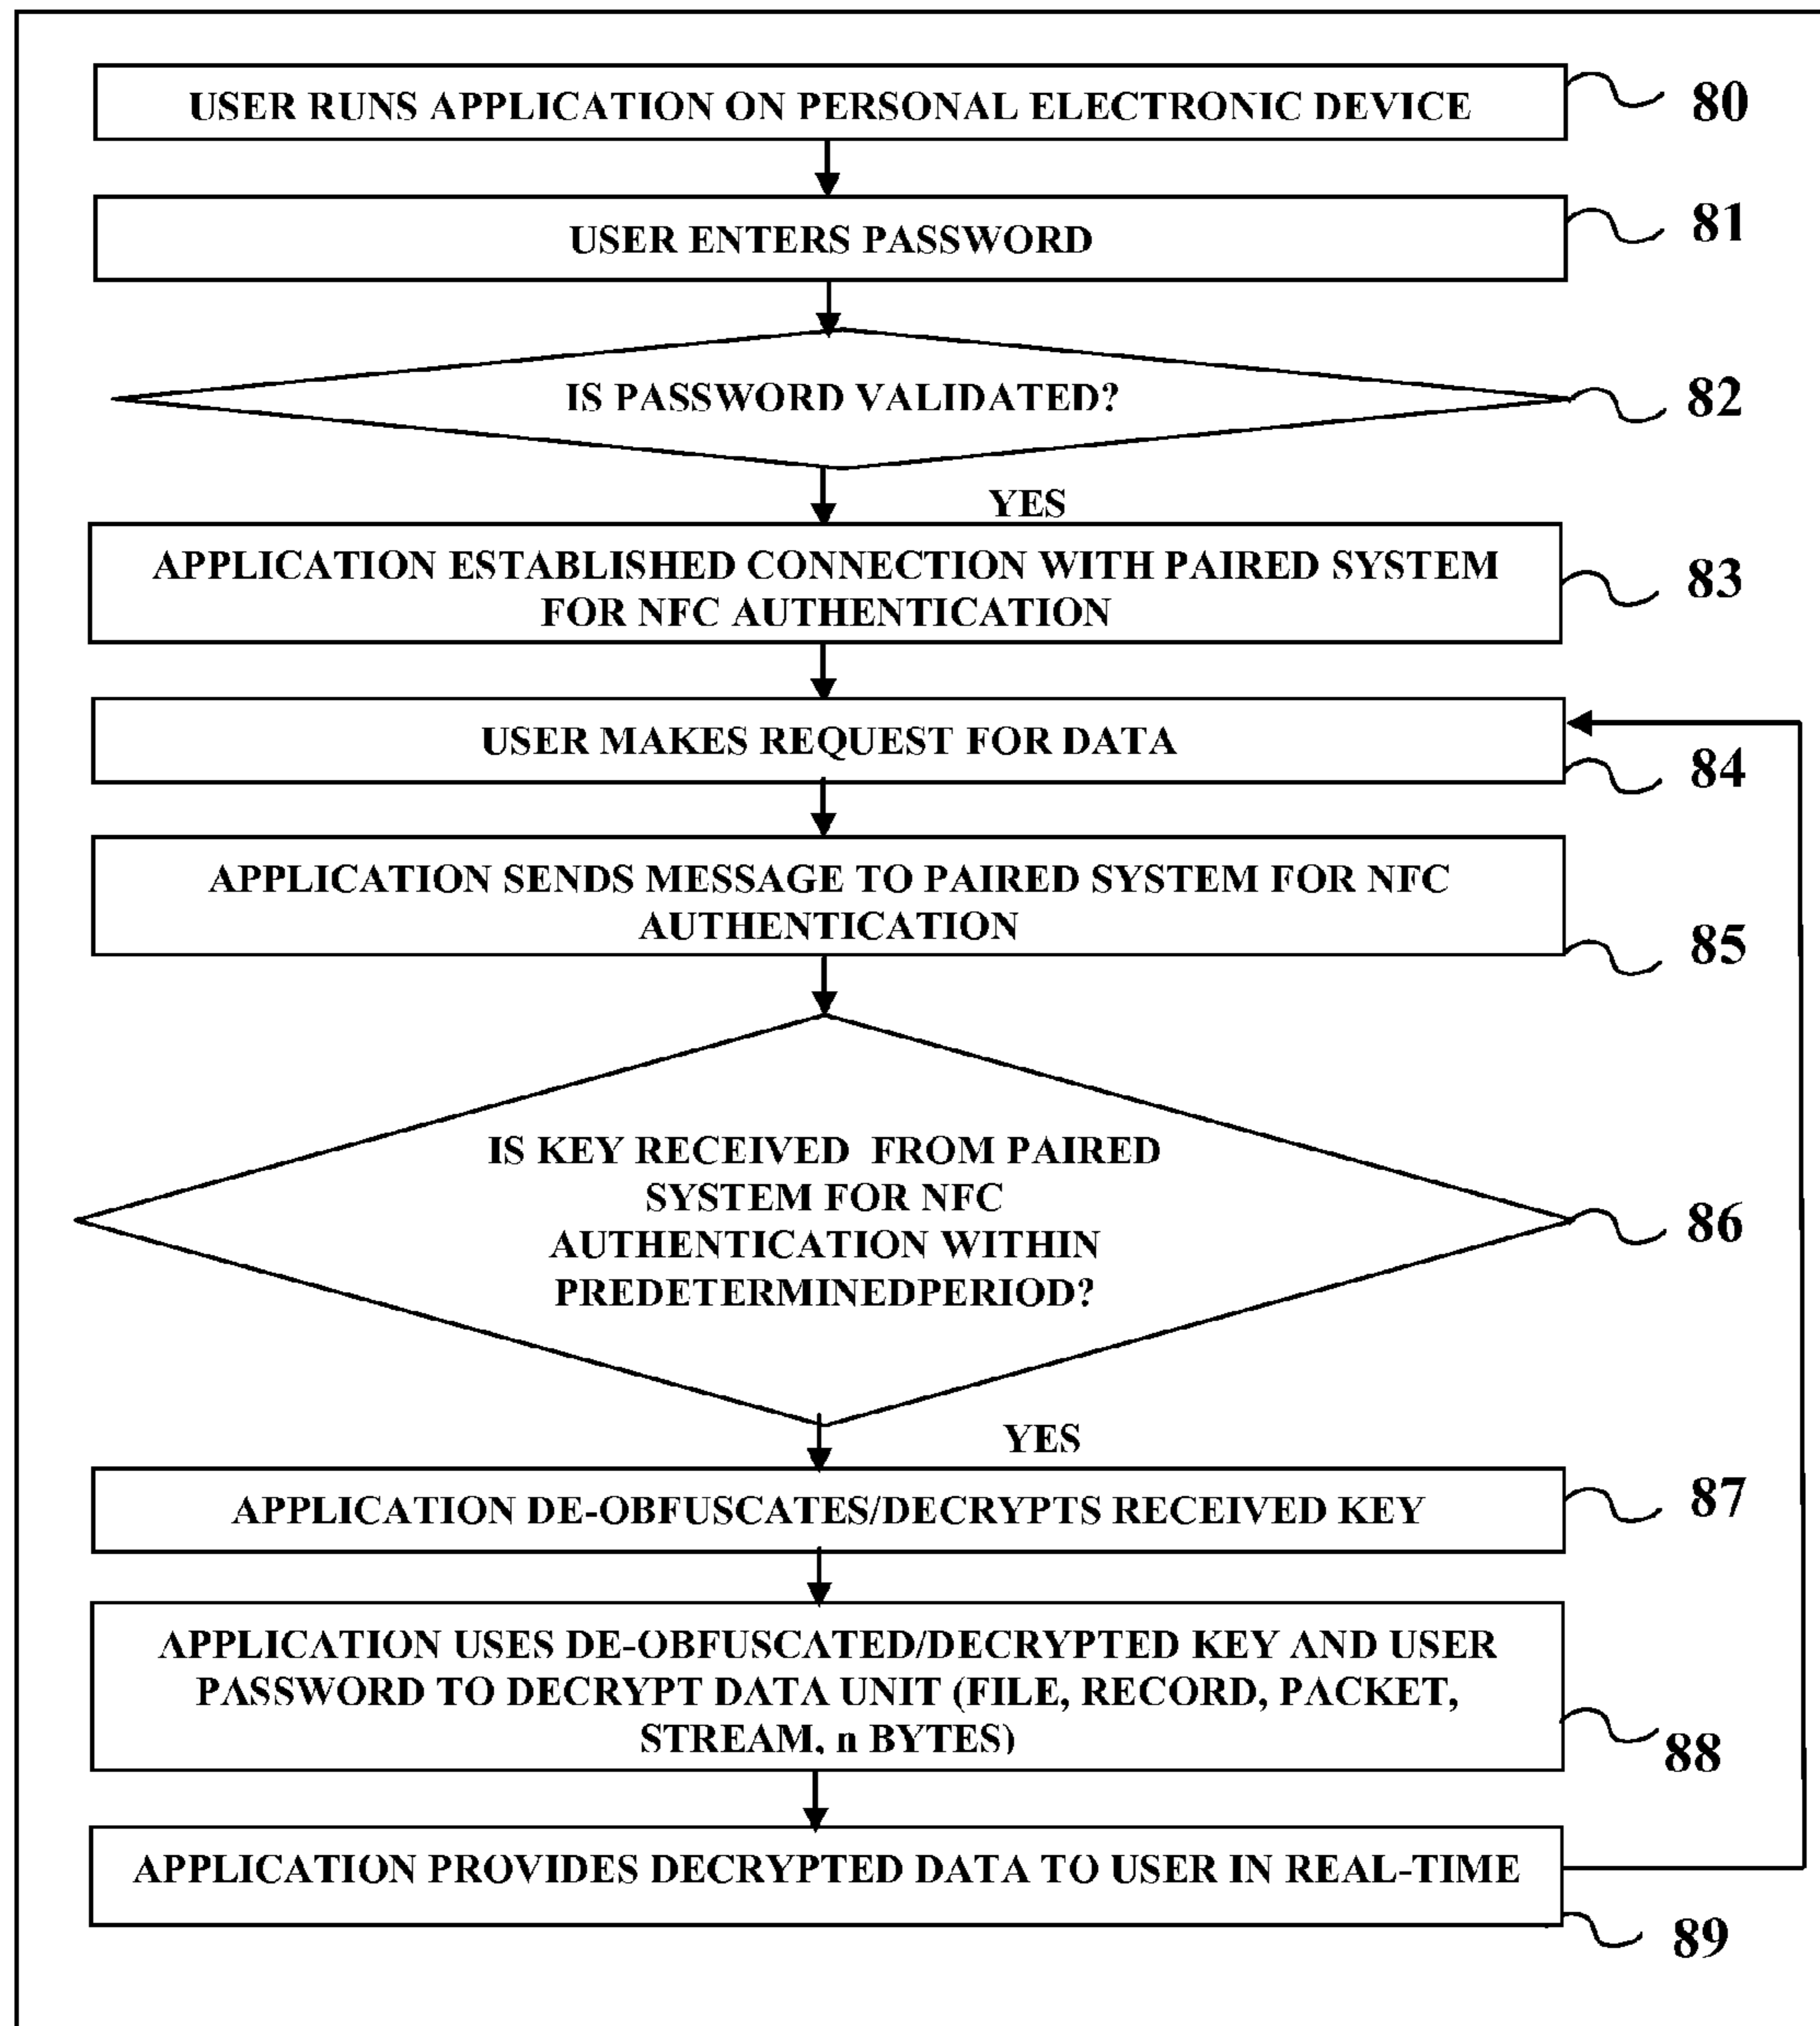 USER RUNS APPLICATION ON PERSONAL ELECTRONIC DEVICE
80
USER ENTERS PASSWORD
81
IS PASSWORD VALIDATED?
82
YES
APPLICATION ESTABLISHED CONNECTION WITH PAIRED SYSTEM
FOR NFC AUTHENTICATION
83
USER MAKES REQUEST FOR DATA
84
APPLICATION SENDS MESSAGE TO PAIRED SYSTEM FOR NFC
AUTHENTICATION
85
IS KEY RECEIVED FROM PAIRED
SYSTEM FOR NFC
AUTHENTICATION WITHIN
PREDETERMINEDPERIOD?
86
YES
APPLICATION DE-OBFUSCATES/DECRYPTS RECEIVED KEY
87
APPLICATION USES DE-OBFUSCATED/DECRYPTED KEY AND USER
PASSWORD TO DECRYPT DATA UNIT (FILE, RECORD, PACKET,
STREAM, n BYTES)
88
APPLICATION PROVIDES DECRYPTED DATA TO USER IN REAL-TIME
89